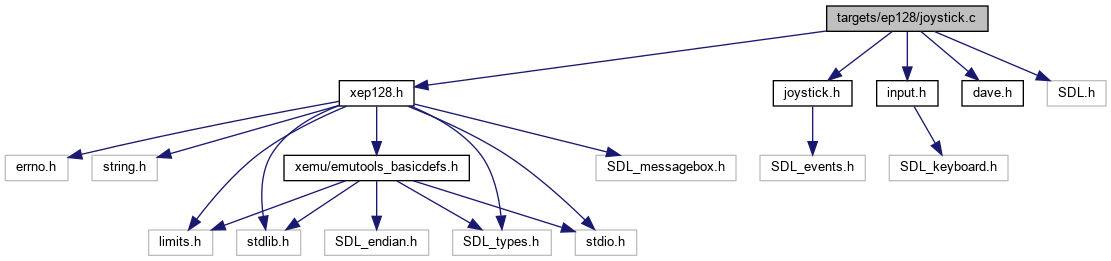 targets/ep128/joystick.c
xep128.h
joystick.h
input.h
dave.h
SDL.h
errno.h
string.h
xemu/emutools_basicdefs.h
SDL_messagebox.h
SDL_events.h
SDL_keyboard.h
limits.h
stdlib.h
SDL_endian.h
SDL_types.h
stdio.h